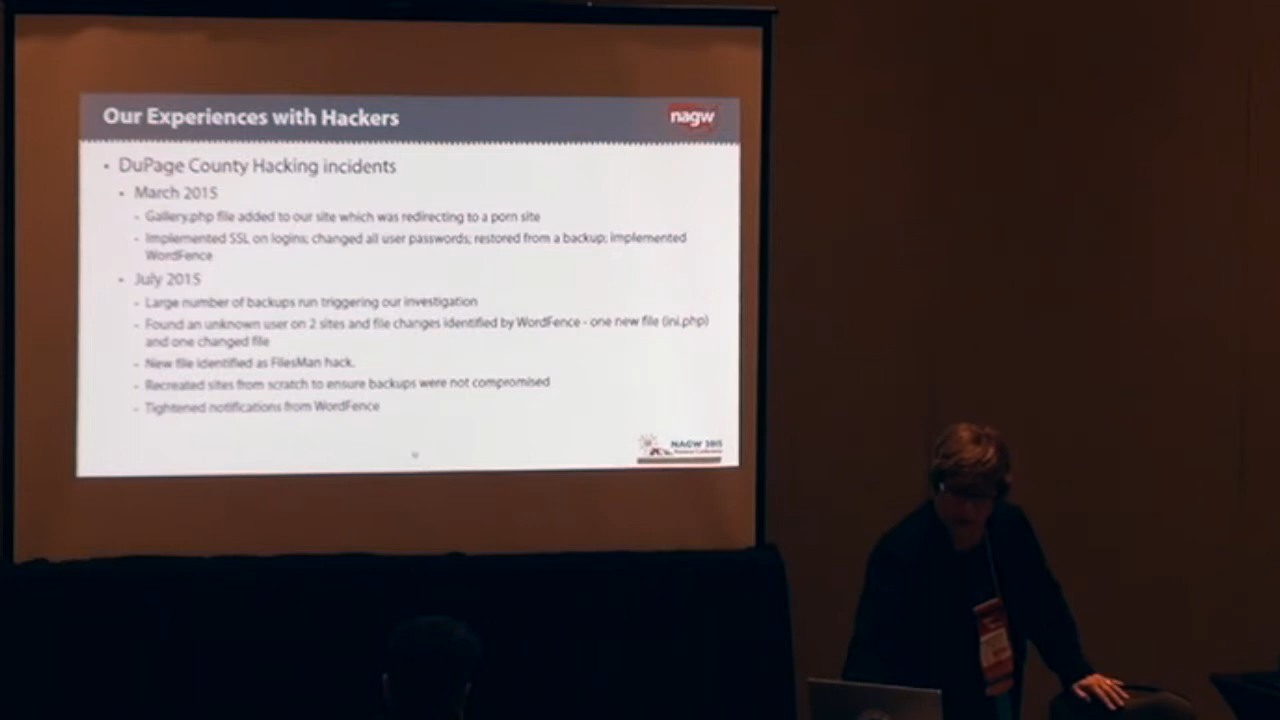 Our Experiences with Hackers
nagw
• DuPage County Hacking incidents
• March 2015
- Gallery.php file added to our site which was redirecting to a porn site
- Implemented SSL on logins; changed all user passwords; restored from a backup; implemented
WordFence
• July 2015
- Large number of backups run triggering our investigation
- Found an unknown user on 2 sites and file changes identified by WordFence - one new file (ini.php)
and one changed file
- New file identified as FilesMan hack.
- Recreated sites from scratch to ensure backups were not compromised
- Tightened notifications from WordFence
NAGW 2015